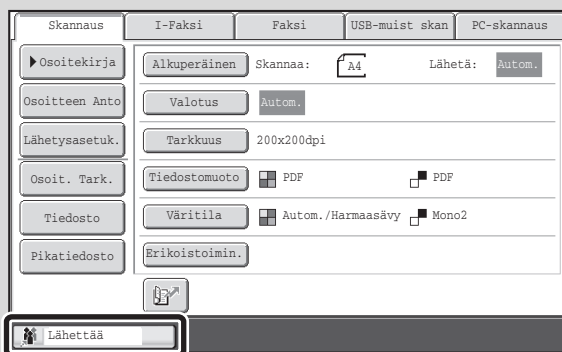 Skannaus I-Faksi Faksi USB-muist skan PC-skannaus
Osoitekirja Alkuperäinen Skannaa: A4 Lähetä: Autom.
Osoitteen Anto Valotus Autom.
Lähetysasetuk. Tarkkuus 200x200dpi
Osoit. Tark. Tiedostomuoto PDF PDF
Tiedosto Väritila Autom./Harmaasävy Mono2
Pikatiedosto Erikoistoimin.
Lähettää